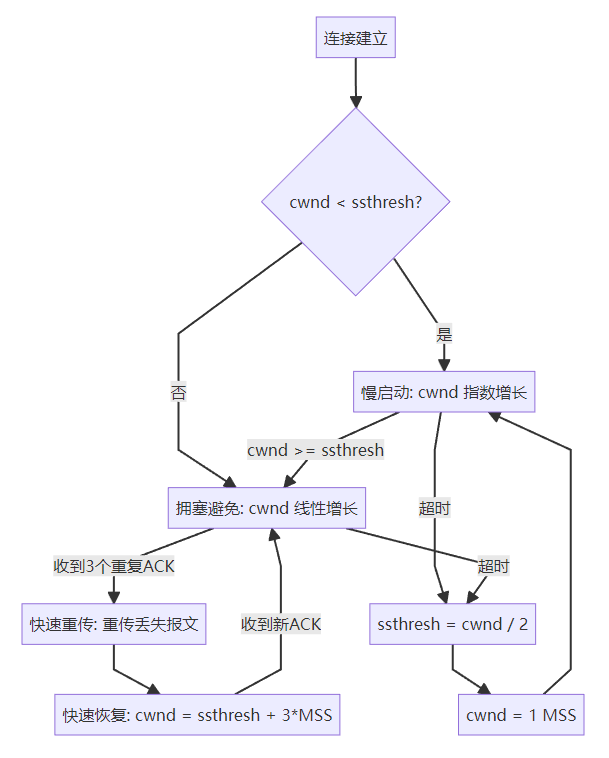 连接建立
cwnd < ssthresh?
是
否
慢启动: cwnd 指数增长
cwnd >= ssthresh
拥塞避免: cwnd 线性增长
超时
收到3个重复ACK
超时
快速重传: 重传丢失报文
收到新ACK
ssthresh = cwnd / 2
快速恢复: cwnd = ssthresh + 3*MSS
cwnd = 1 MSS